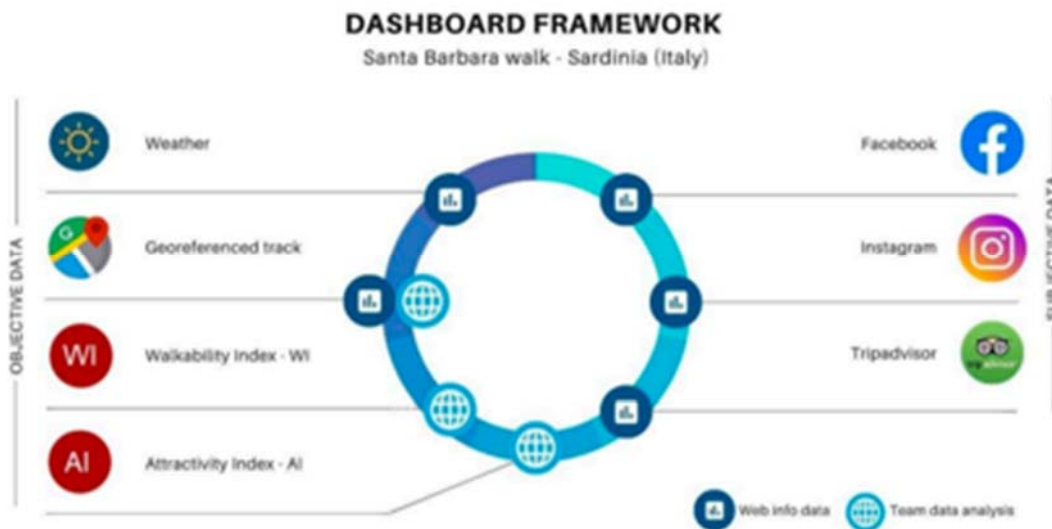 DASHBOARD FRAMEWORK
Santa Barbara walk - Sardinia (Italy)
OBJECTIVE DATA
Weather
Georeferenced track
WI
Walkability Index - WI
AI
Attractivity Index - AI
Facebook
Instagram
Tripadvisor
Web info data
Team data analysis